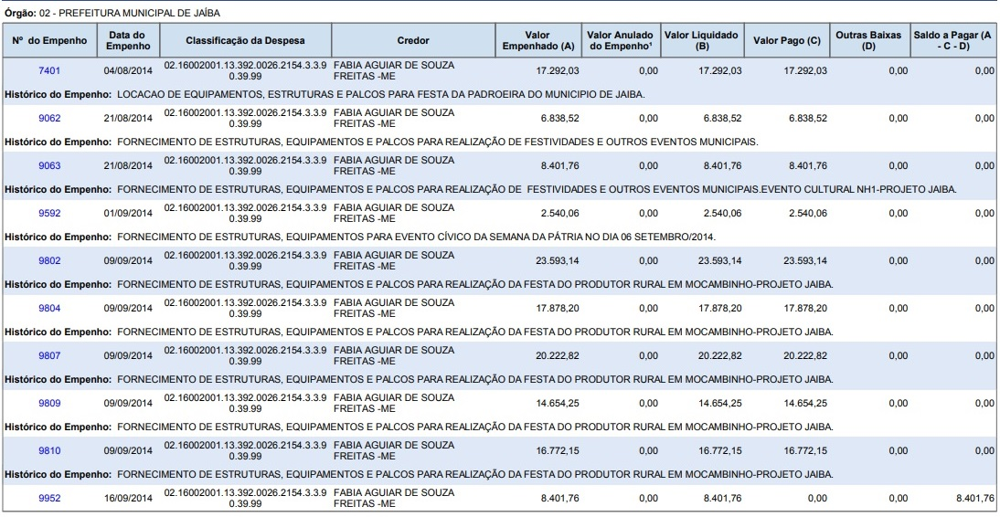 Órgão: 02 - PREFEITURA MUNICIPAL DE JAÍBA
Nº do Empenho Data do Empenho Classificação da Despesa Credor Valor Empenhado (A) Valor Anulado do Empenho¹ Valor Liquidado (B) Valor Pago (C) Outras Baixas (D) Saldo a Pagar (A - C - D)
7401 04/08/2014 02.16002001.13.392.0026.2154.3.3.9 FABIA AGUIAR DE SOUZA 17.292,03 0,00 17.292,03 17.292,03 0,00 0,00
0.39.99 FREITAS -ME
Histórico do Empenho: LOCACAO DE EQUIPAMENTOS, ESTRUTURAS E PALCOS PARA FESTA DA PADROEIRA DO MUNICIPIO DE JAIBA.
9062 21/08/2014 02.16002001.13.392.0026.2154.3.3.9 FABIA AGUIAR DE SOUZA 6.838,52 0,00 6.838,52 6.838,52 0,00 0,00
0.39.99 FREITAS -ME
Histórico do Empenho: FORNECIMENTO DE ESTRUTURAS, EQUIPAMENTOS E PALCOS PARA REALIZAÇÃO DE FESTIVIDADES E OUTROS EVENTOS MUNICIPAIS.
9063 21/08/2014 02.16002001.13.392.0026.2154.3.3.9 FABIA AGUIAR DE SOUZA 8.401,76 0,00 8.401,76 8.401,76 0,00 0,00
0.39.99 FREITAS -ME
Histórico do Empenho: FORNECIMENTO DE ESTRUTURAS, EQUIPAMENTOS E PALCOS PARA REALIZAÇÃO DE FESTIVIDADES E OUTROS EVENTOS MUNICIPAIS.EVENTO CULTURAL NH1-PROJETO JAIBA.
9592 01/09/2014 02.16002001.13.392.0026.2154.3.3.9 FABIA AGUIAR DE SOUZA 2.540,06 0,00 2.540,06 2.540,06 0,00 0,00
0.39.99 FREITAS -ME
Histórico do Empenho: FORNECIMENTO DE ESTRUTURAS, EQUIPAMENTOS PARA EVENTO CÍVICO DA SEMANA DA PÁTRIA NO DIA 06 SETEMBRO/2014.
9802 09/09/2014 02.16002001.13.392.0026.2154.3.3.9 FABIA AGUIAR DE SOUZA 23.593,14 0,00 23.593,14 23.593,14 0,00 0,00
0.39.99 FREITAS -ME
Histórico do Empenho: FORNECIMENTO DE ESTRUTURAS, EQUIPAMENTOS E PALCOS PARA REALIZAÇÃO DA FESTA DO PRODUTOR RURAL EM MOCAMBINHO-PROJETO JAIBA.
9804 09/09/2014 02.16002001.13.392.0026.2154.3.3.9 FABIA AGUIAR DE SOUZA 17.878,20 0,00 17.878,20 17.878,20 0,00 0,00
0.39.99 FREITAS -ME
Histórico do Empenho: FORNECIMENTO DE ESTRUTURAS, EQUIPAMENTOS E PALCOS PARA REALIZAÇÃO DA FESTA DO PRODUTOR RURAL EM MOCAMBINHO-PROJETO JAIBA.
9807 09/09/2014 02.16002001.13.392.0026.2154.3.3.9 FABIA AGUIAR DE SOUZA 20.222,82 0,00 20.222,82 20.222,82 0,00 0,00
0.39.99 FREITAS -ME
Histórico do Empenho: FORNECIMENTO DE ESTRUTURAS, EQUIPAMENTOS E PALCOS PARA REALIZAÇÃO DA FESTA DO PRODUTOR RURAL EM MOCAMBINHO-PROJETO JAIBA.
9809 09/09/2014 02.16002001.13.392.0026.2154.3.3.9 FABIA AGUIAR DE SOUZA 14.654,25 0,00 14.654,25 14.654,25 0,00 0,00
0.39.99 FREITAS -ME
Histórico do Empenho: FORNECIMENTO DE ESTRUTURAS, EQUIPAMENTOS E PALCOS PARA REALIZAÇÃO DA FESTA DO PRODUTOR RURAL EM MOCAMBINHO-PROJETO JAIBA.
9810 09/09/2014 02.16002001.13.392.0026.2154.3.3.9 FABIA AGUIAR DE SOUZA 16.772,15 0,00 16.772,15 16.772,15 0,00 0,00
0.39.99 FREITAS -ME
Histórico do Empenho: FORNECIMENTO DE ESTRUTURAS, EQUIPAMENTOS E PALCOS PARA REALIZAÇÃO DA FESTA DO PRODUTOR RURAL EM MOCAMBINHO-PROJETO JAIBA.
9952 16/09/2014 02.16002001.13.392.0026.2154.3.3.9 FABIA AGUIAR DE SOUZA 8.401,76 0,00 8.401,76 0,00 0,00 8.401,76
0.39.99 FREITAS -ME